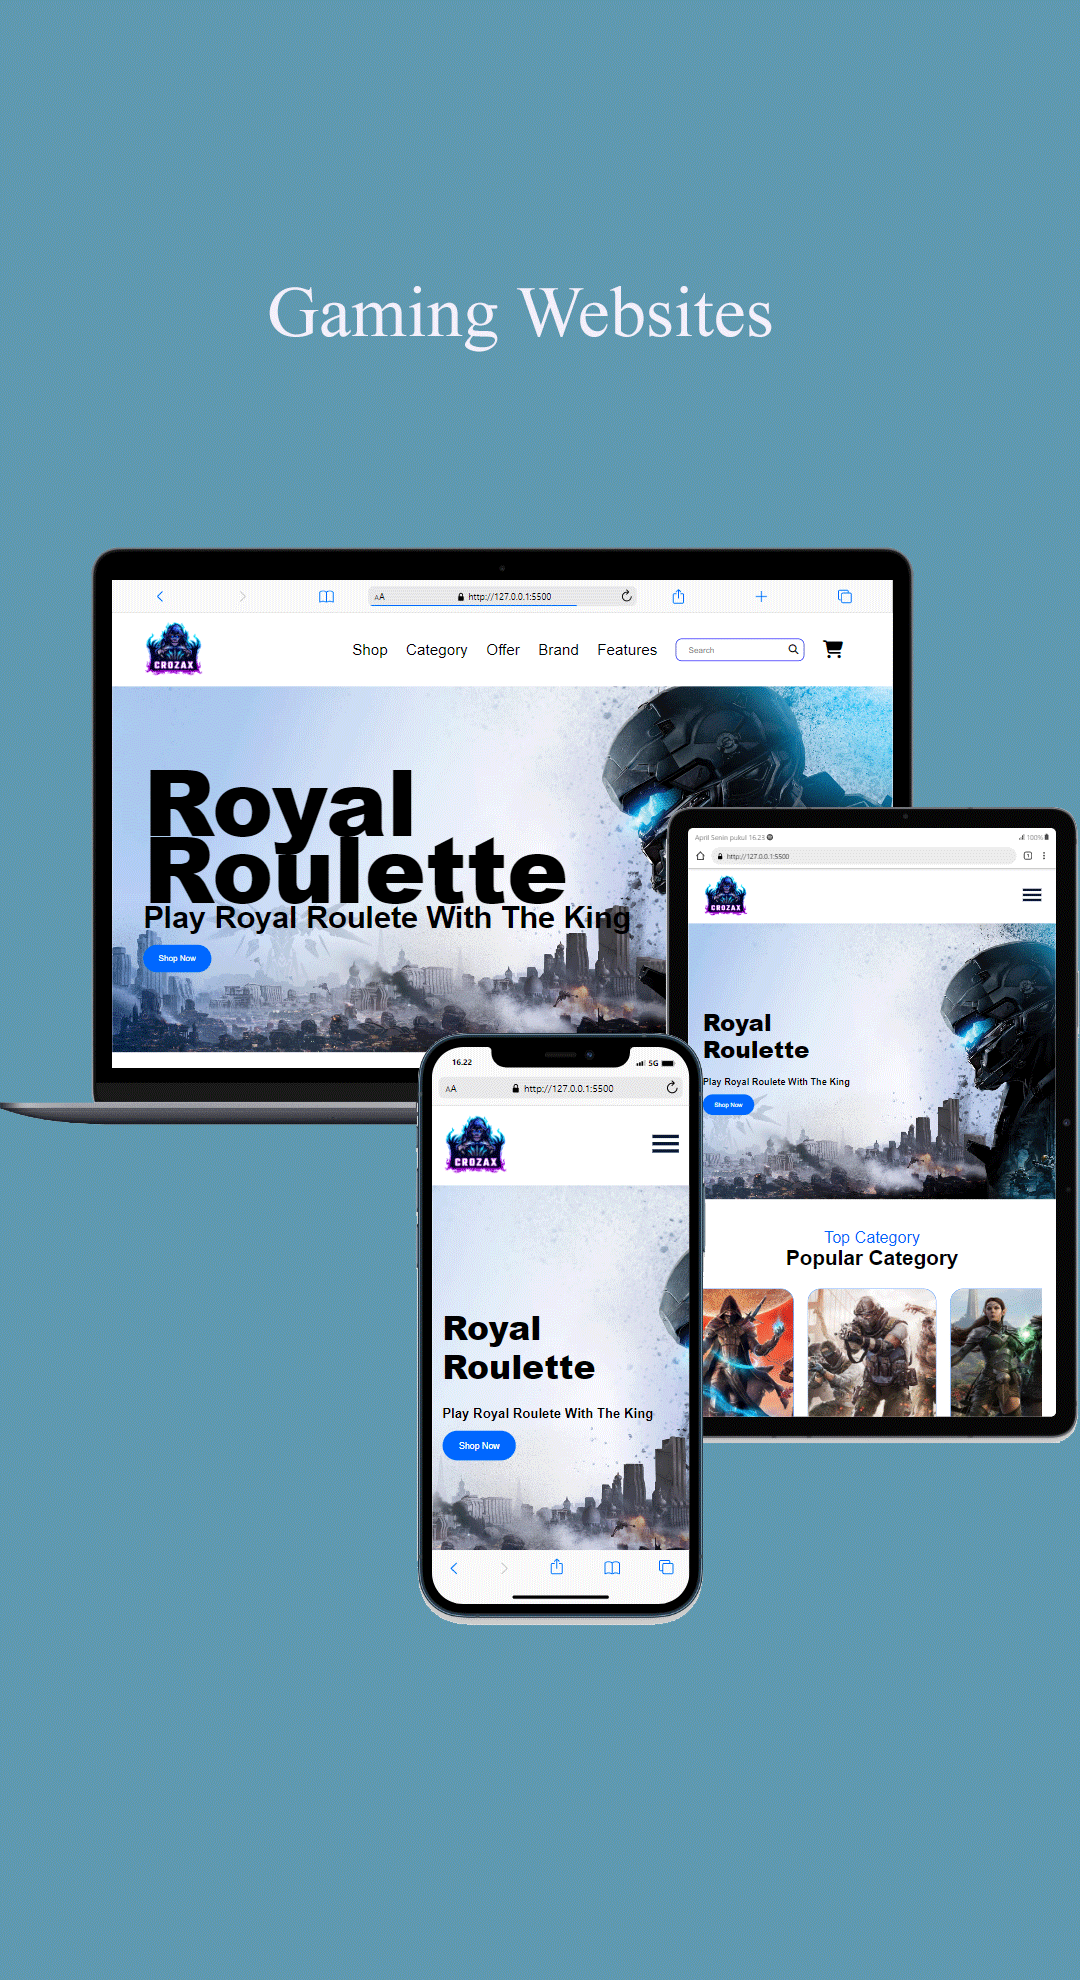 Gaming Websites
AA http://127.0.0.1:5500
CROZAX
Shop Category Offer Brand Features Search
Royal
Roulette
Play Royal Roulete With The King
Shop Now
April Senin pukul 16.23 100%
http://127.0.0.1:5500 1
CROZAX
Royal
Roulette
Play Royal Roulete With The King
Shop Now
Top Category
Popular Category
16.22 5G
AA http://127.0.0.1:5500
CROZAX
Royal
Roulette
Play Royal Roulete With The King
Shop Now